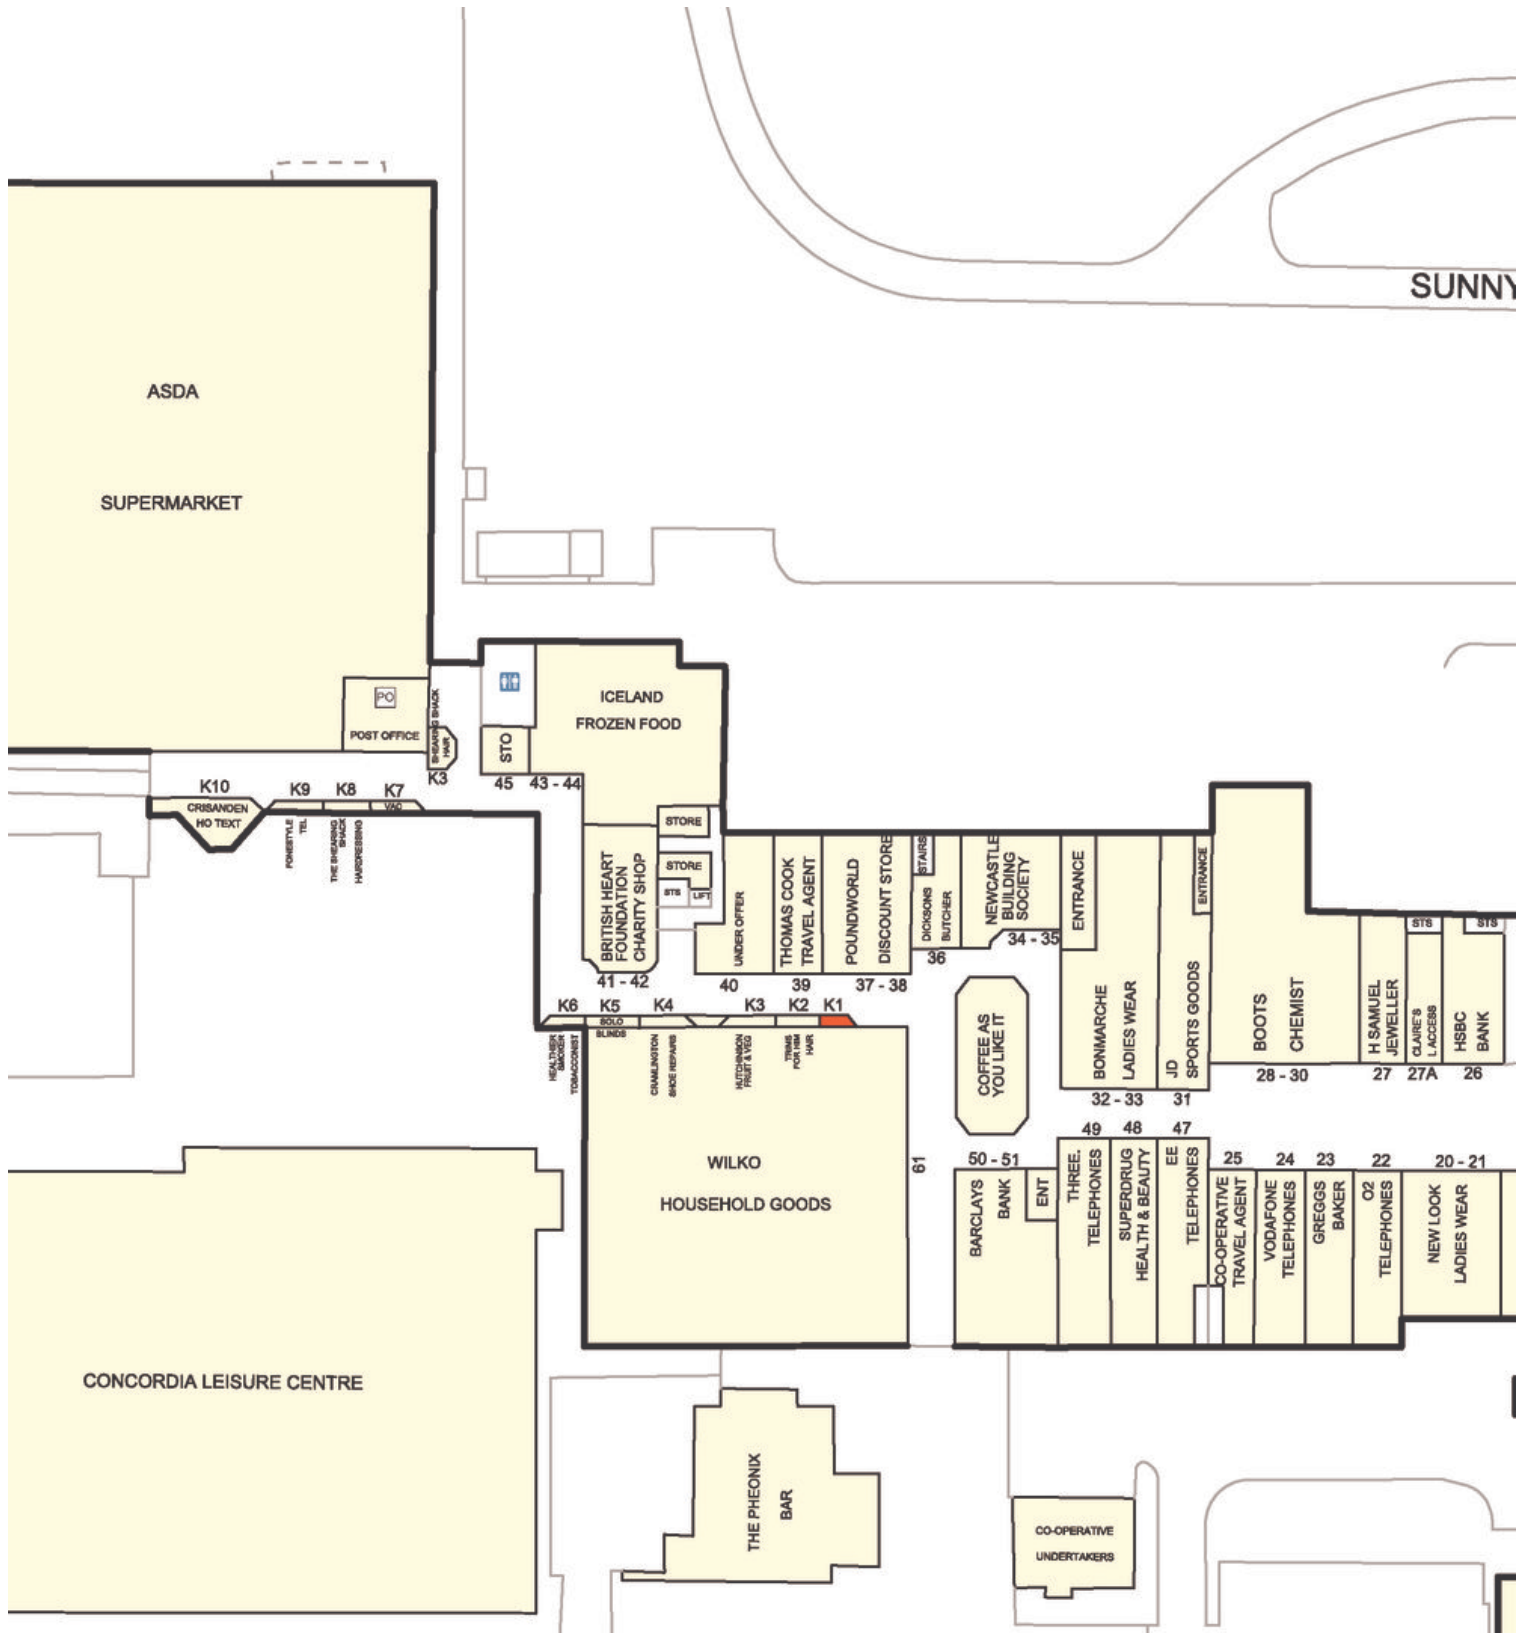 SUNNY
ASDA
SUPERMARKET
PO
POST OFFICE
SHEARING SHACK
HAIR
K3
STO
45
ICELAND
FROZEN FOOD
43 - 44
K10
CRISANDEN
HO TEXT
K9
K8
K7
VAC
FONESTYLE
TEL
THE SHEARING
SHACK
HAIRDRESSING
STORE
STORE
STS
LIFT
BRITISH HEART
FOUNDATION
CHARITY SHOP
41 - 42
UNDER OFFER
40
THOMAS COOK
TRAVEL AGENT
39
POUNDWORLD
DISCOUNT STORE
37 - 38
STAIRS
DICKSONS
BUTCHER
36
NEWCASTLE
BUILDING
SOCIETY
34 - 35
ENTRANCE
BONMARCHE
LADIES WEAR
32 - 33
ENTRANCE
JD
SPORTS GOODS
31
BOOTS
CHEMIST
28 - 30
H SAMUEL
JEWELLER
27
STS
CLAIRE'S
L ACCESS
27A
STS
HSBC
BANK
26
K6
K5
K4
K3
K2
K1
SOLO
BLINDS
HEALTHIER
SMOKER
TOBACCONIST
CRAMLINGTON
SHOE REPAIRS
HUTCHINSON
FRUIT & VEG
TRIMS
FOR HIM
HAIR
COFFEE AS
YOU LIKE IT
WILKO
HOUSEHOLD GOODS
61
50 - 51
BARCLAYS
BANK
ENT
49
THREE.
TELEPHONES
48
SUPERDRUG
HEALTH & BEAUTY
47
EE
TELEPHONES
25
CO-OPERATIVE
TRAVEL AGENT
24
VODAFONE
TELEPHONES
23
GREGGS
BAKER
22
O2
TELEPHONES
20 - 21
NEW LOOK
LADIES WEAR
CONCORDIA LEISURE CENTRE
THE PHEONIX
BAR
CO-OPERATIVE
UNDERTAKERS